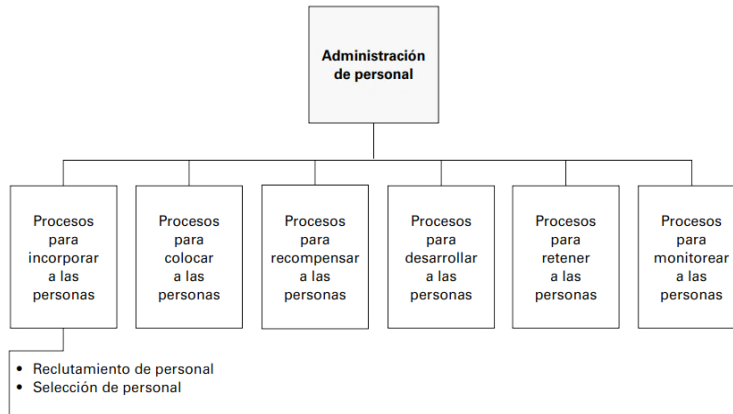 Administración
de personal
Procesos
para
incorporar
a las
personas
Procesos
para
colocar
a las
personas
Procesos
para
recompensar
a las
personas
Procesos
para
desarrollar
a las
personas
Procesos
para
retener
a las
personas
Procesos
para
monitorear
a las
personas
• Reclutamiento de personal
• Selección de personal